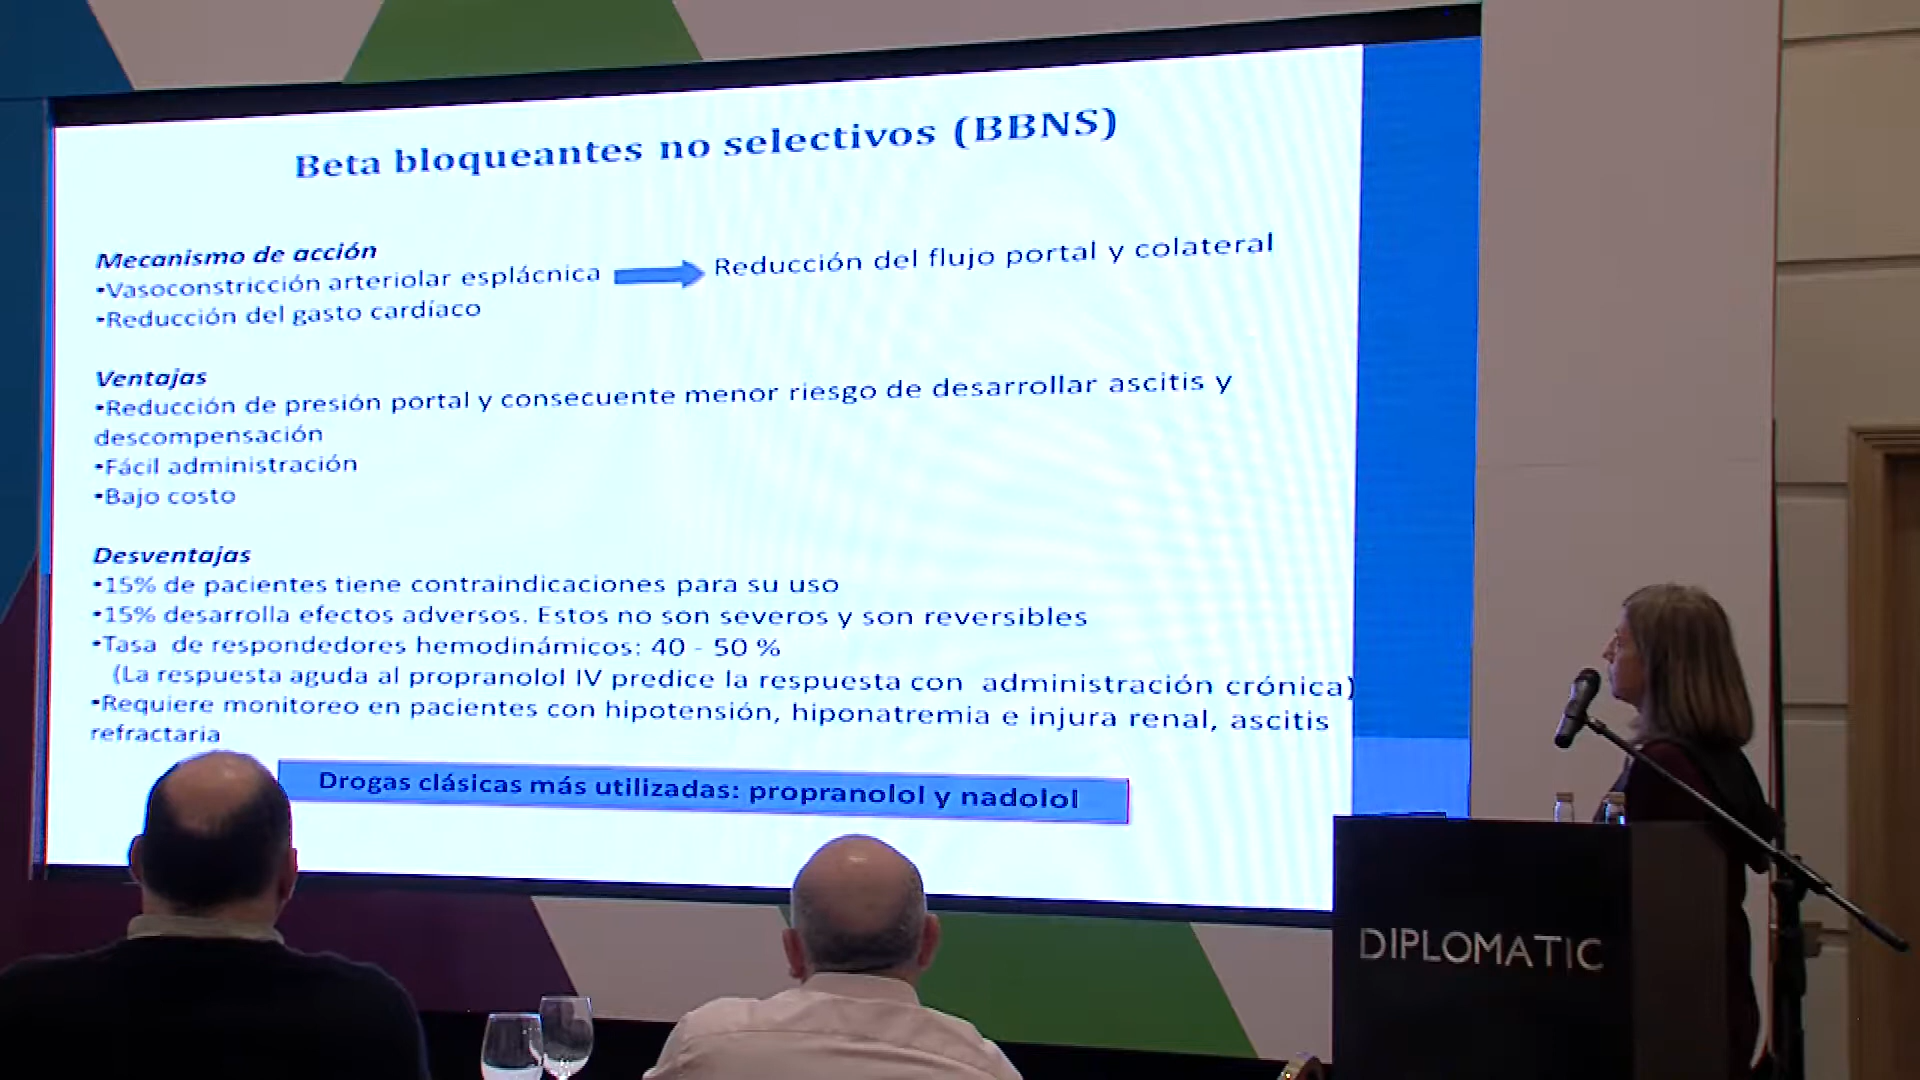 Beta bloqueantes no selectivos (BBNS)
Mecanismo de acción
•Vasoconstricción arteriolar esplácnica
Reducción del flujo portal y colateral
•Reducción del gasto cardíaco
Ventajas
•Reducción de presión portal y consecuente menor riesgo de desarrollar ascitis y
descompensación
•Fácil administración
•Bajo costo
Desventajas
•15% de pacientes tiene contraindicaciones para su uso
•15% desarrolla efectos adversos. Estos no son severos y son reversibles
•Tasa de respondedores hemodinámicos: 40 - 50 %
(La respuesta aguda al propranolol IV predice la respuesta con administración crónica)
•Requiere monitoreo en pacientes con hipotensión, hiponatremia e injura renal, ascitis
refractaria
Drogas clásicas más utilizadas: propranolol y nadolol
DIPLOMATIC